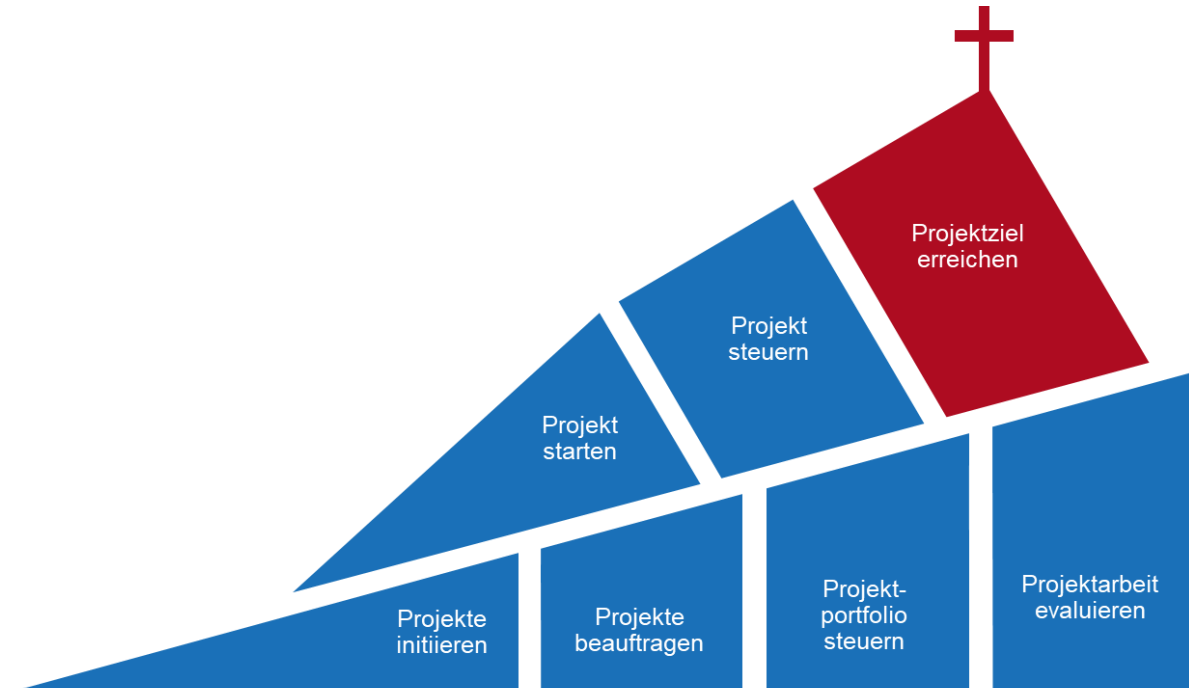 Projektziel
erreichen
Projekt
steuern
Projekt
starten
Projekte
initiieren
Projekte
beauftragen
Projekt-
portfolio
steuern
Projektarbeit
evaluieren